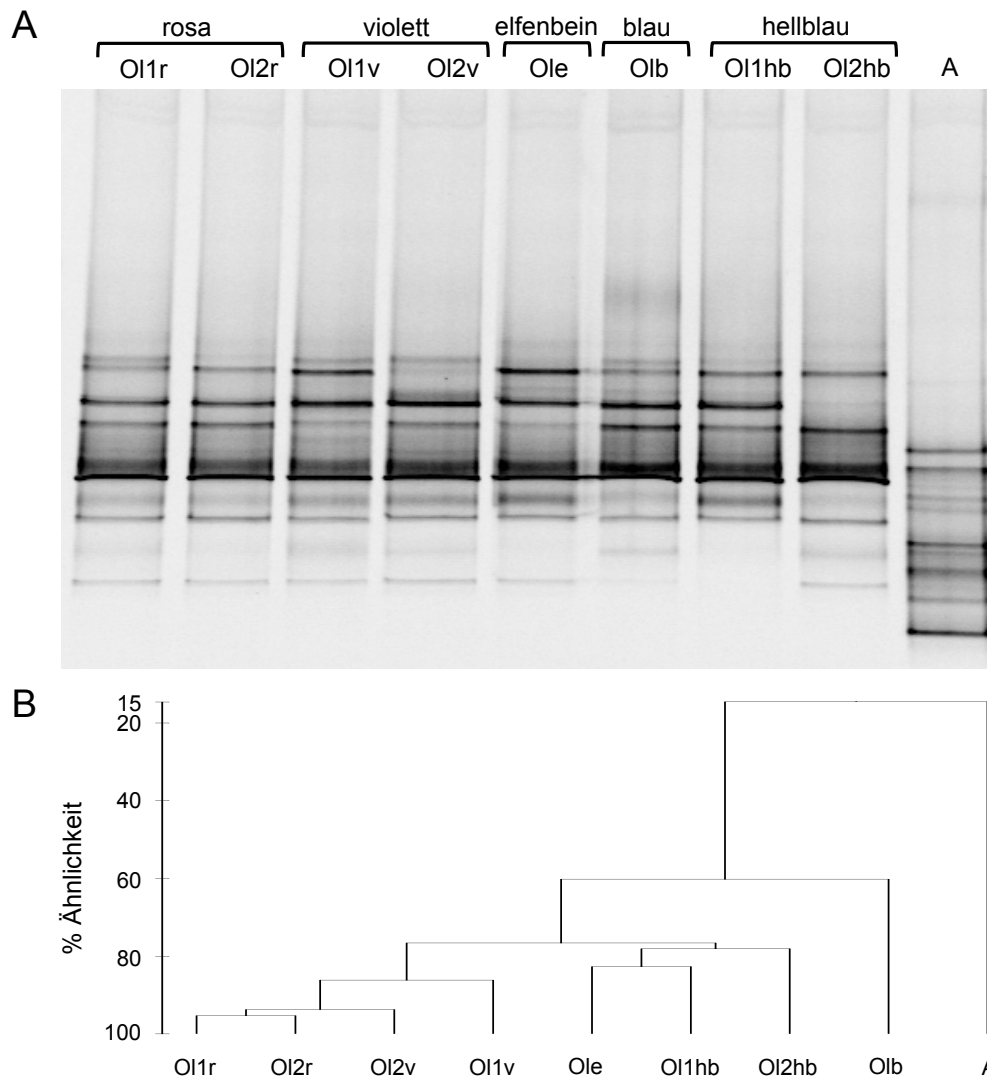 A
rosa violett elfenbein blau hellblau
Ol1r Ol2r Ol1v Ol2v Ole Olb Ol1hb Ol2hb A
B
15
20
40
60
80
100
% Ähnlichkeit
Ol1r Ol2r Ol2v Ol1v Ole Ol1hb Ol2hb Olb A